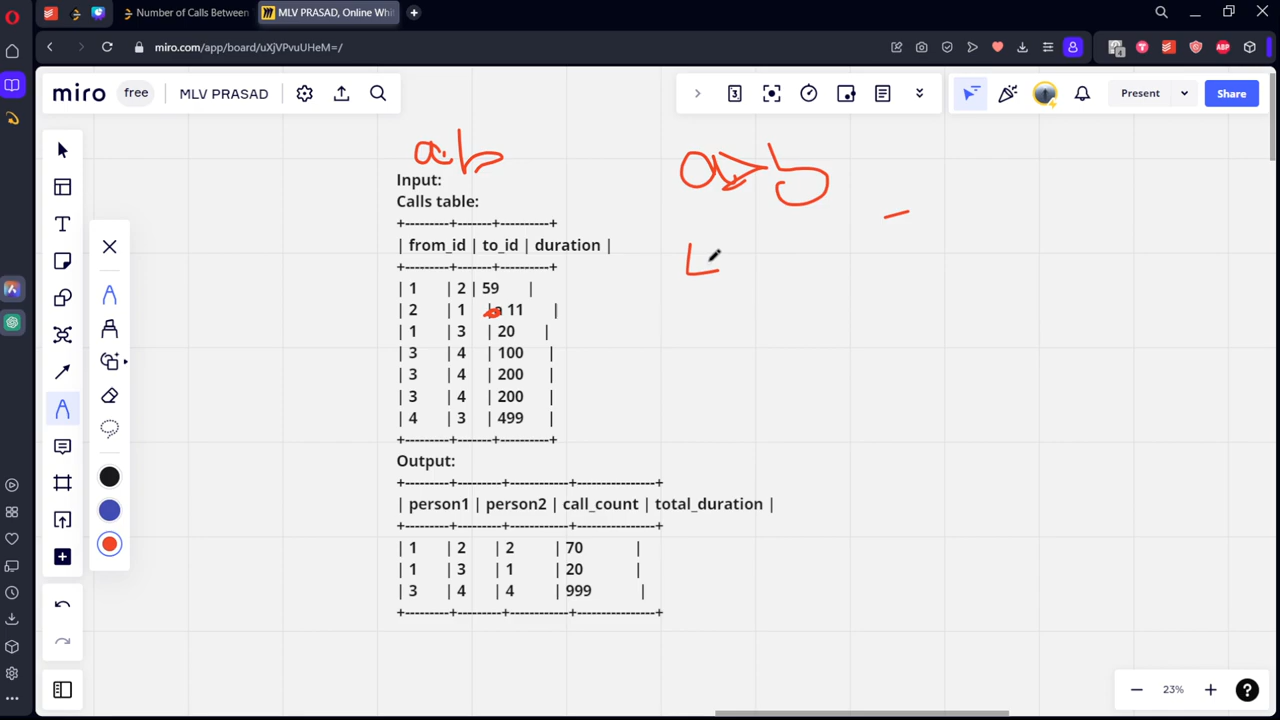 Number of Calls Between
MLV PRASAD, Online Whi
miro.com/app/board/uXjVPvuUHeM=/
miro free MLV PRASAD
3
Present Share
ab
Input:
Calls table:
+---------+-------+----------+
| from_id | to_id | duration |
+---------+-------+----------+
| 1 | 2 | 59 |
| 2 | 1 | 11 |
| 1 | 3 | 20 |
| 3 | 4 | 100 |
| 3 | 4 | 200 |
| 3 | 4 | 200 |
| 4 | 3 | 499 |
+---------+-------+----------+
Output:
+---------+---------+------------+----------------+
| person1 | person2 | call_count | total_duration |
+---------+---------+------------+----------------+
| 1 | 2 | 2 | 70 |
| 1 | 3 | 1 | 20 |
| 3 | 4 | 4 | 999 |
+---------+---------+------------+----------------+
23%